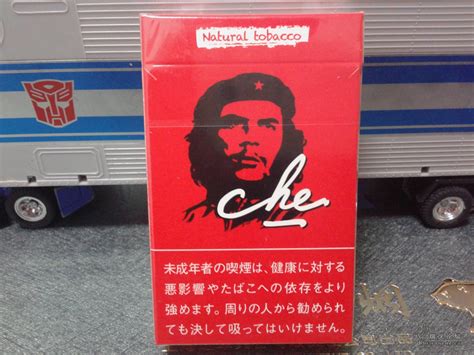 Natural tobacco
che
未成年者の喫煙は、健康に対する
悪影響やたばこへの依存をより
強めます。周りの人から勧められ
ても決して吸ってはいけません。